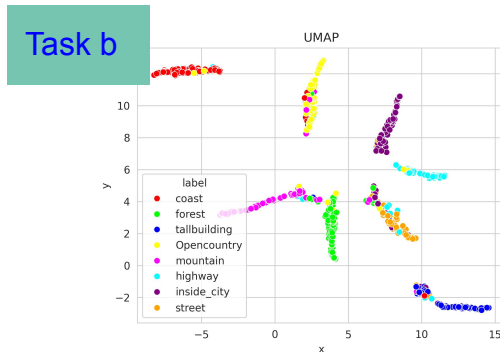 Task b
UMAP
10
8
6
4
2
0
−2
y
label
coast
forest
tallbuilding
Opencountry
mountain
highway
inside_city
street
−5
0
5
10
15
x